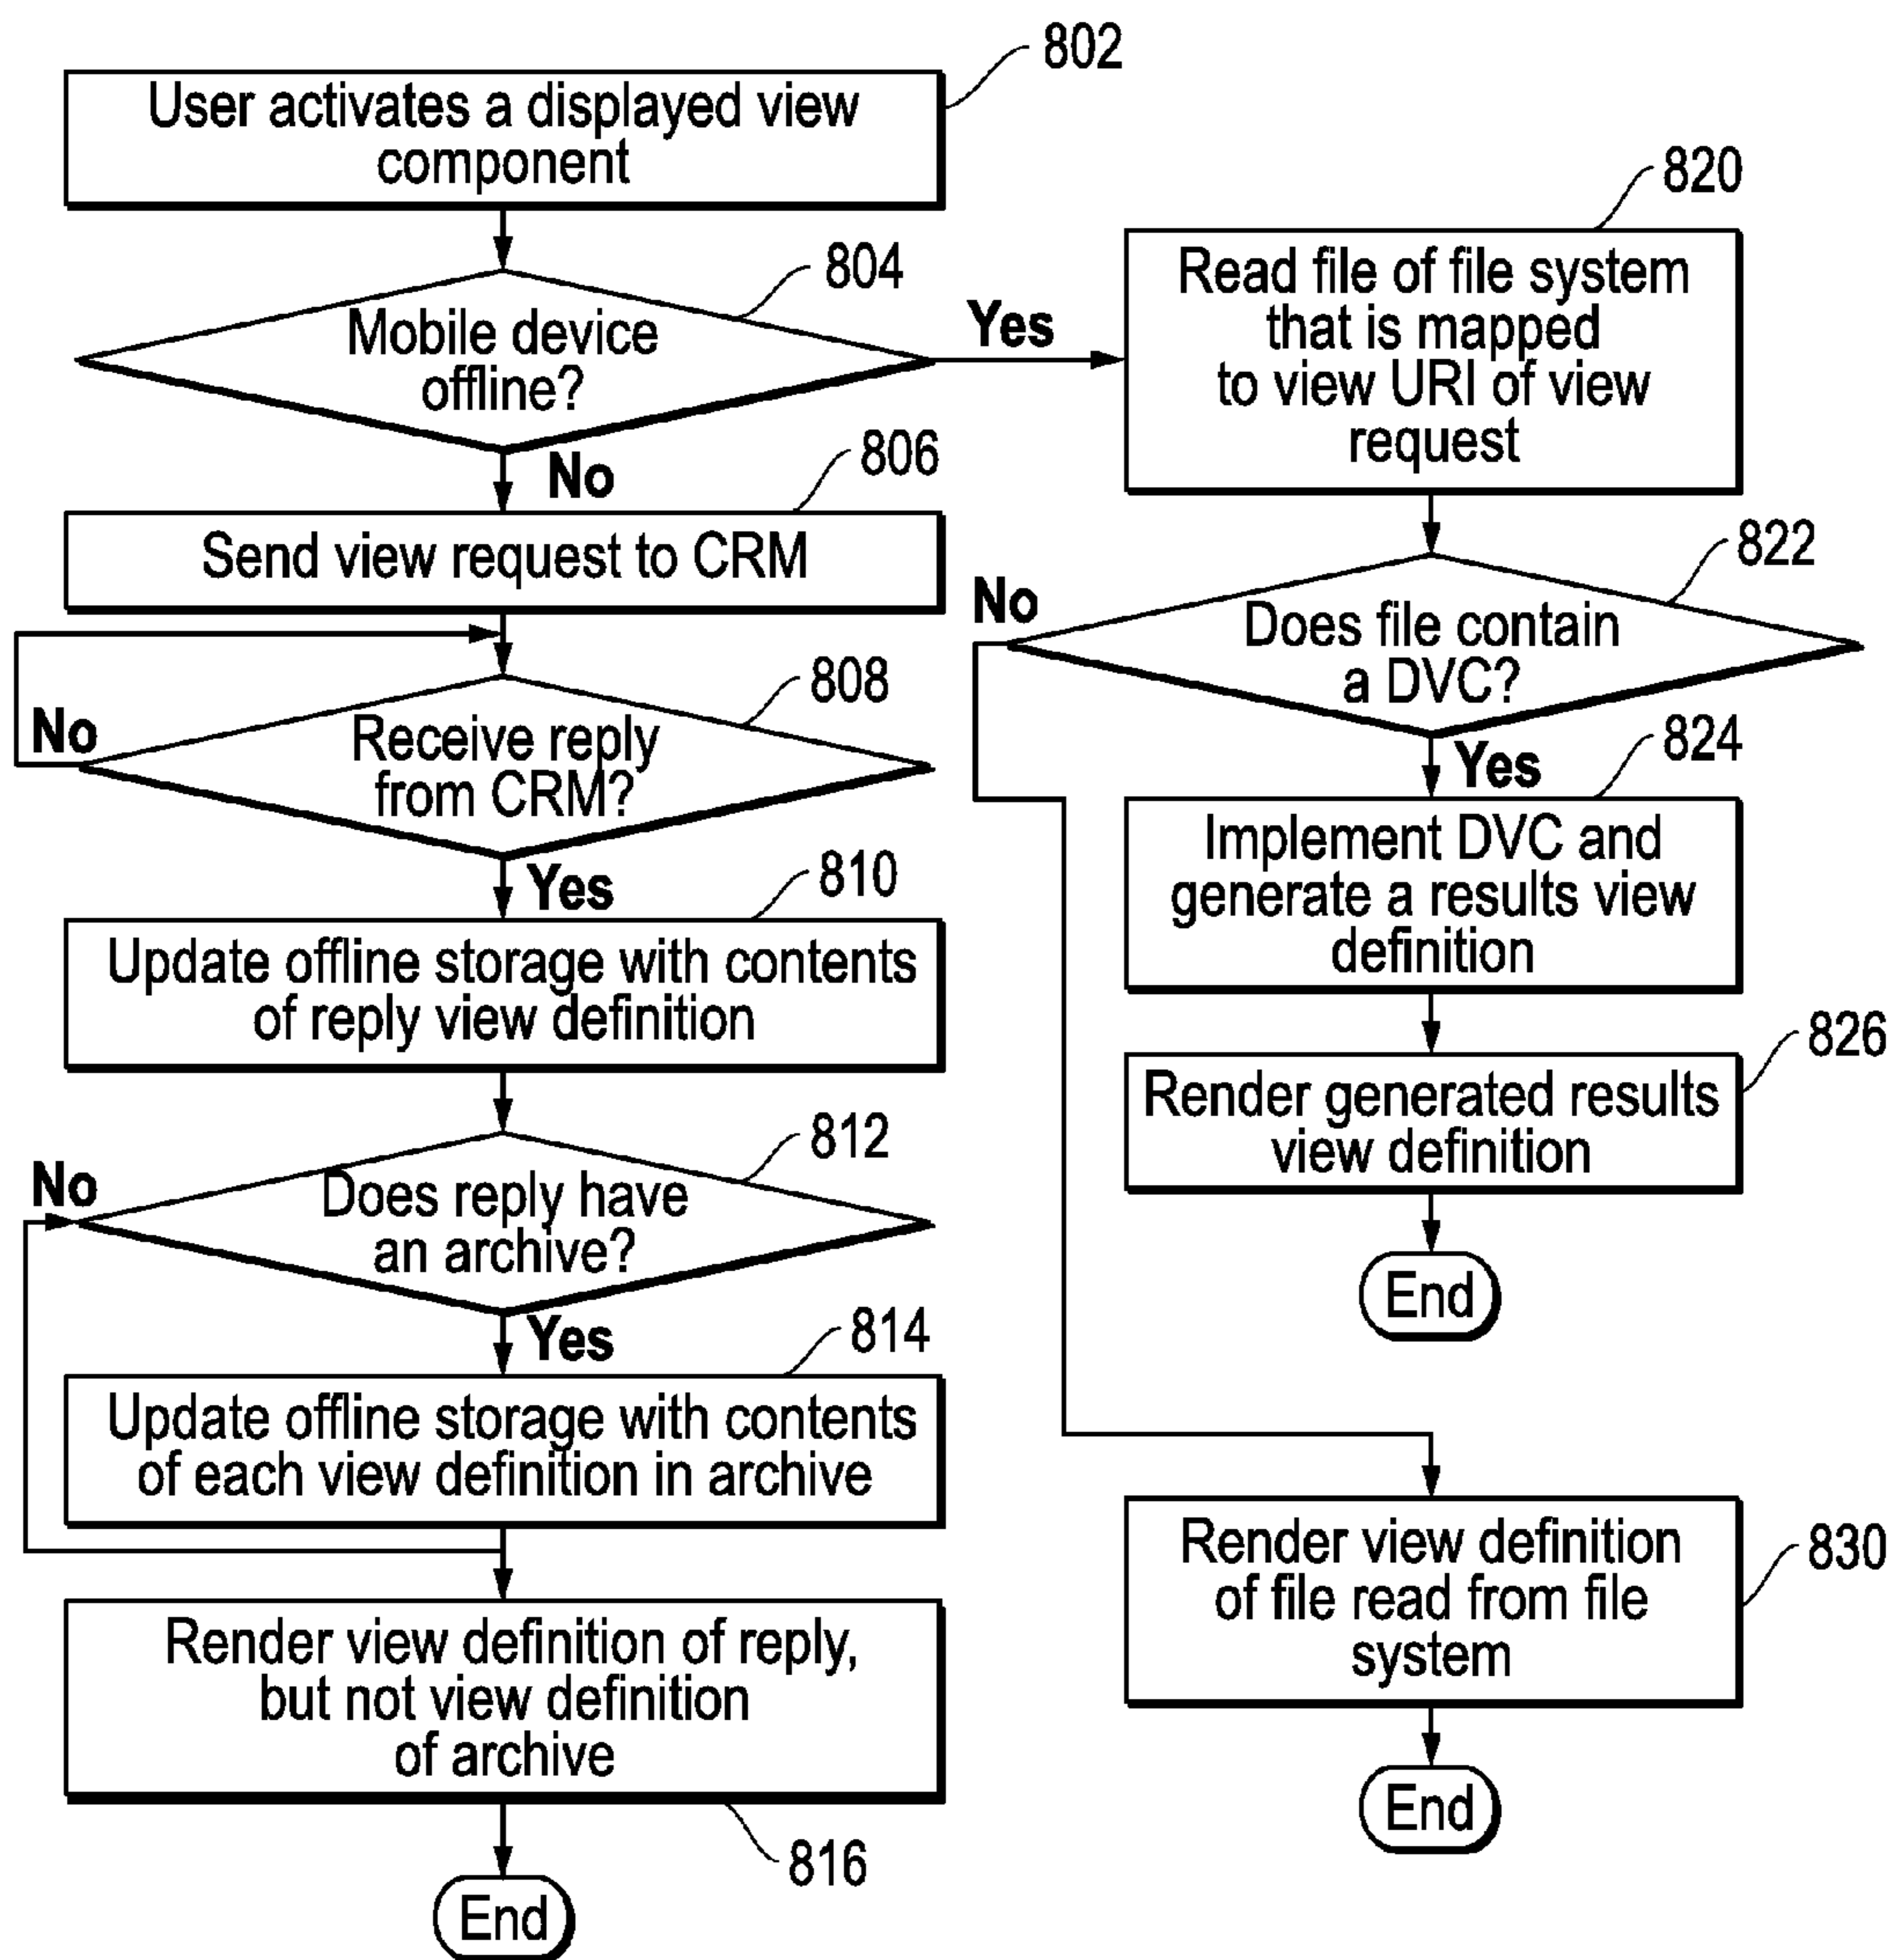 802
User activates a displayed view
component
804
Mobile device
offline?
Yes
No
806
Send view request to CRM
808
Receive reply
from CRM?
No
Yes
810
Update offline storage with contents
of reply view definition
812
Does reply have
an archive?
No
Yes
814
Update offline storage with contents
of each view definition in archive
Render view definition of reply,
but not view definition
of archive
816
End
820
Read file of file system
that is mapped
to view URI of view
request
822
Does file contain
a DVC?
No
Yes
824
Implement DVC and
generate a results view
definition
826
Render generated results
view definition
End
830
Render view definition
of file read from file
system
End